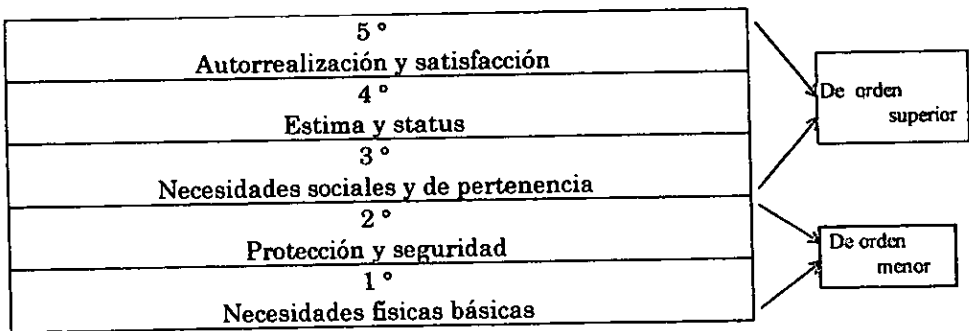 5 °
Autorrealización y satisfacción
4 °
Estima y status
3 °
Necesidades sociales y de pertenencia
2 °
Protección y seguridad
1 °
Necesidades físicas básicas
De orden
superior
De orden
menor